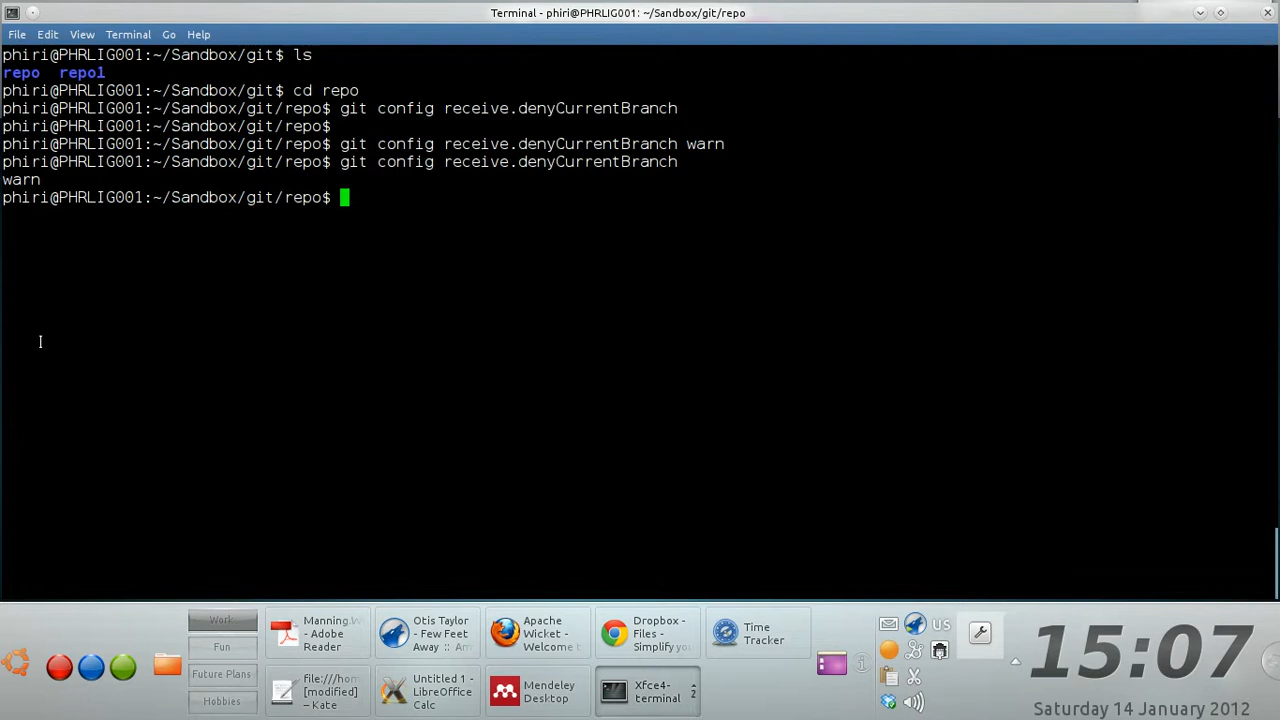 Terminal - phiri@PHRLIG001: ~/Sandbox/git/repo
File Edit View Terminal Go Help
phiri@PHRLIG001:~/Sandbox/git$ ls
repo repo1
phiri@PHRLIG001:~/Sandbox/git$ cd repo
phiri@PHRLIG001:~/Sandbox/git/repo$ git config receive.denyCurrentBranch
phiri@PHRLIG001:~/Sandbox/git/repo$
phiri@PHRLIG001:~/Sandbox/git/repo$ git config receive.denyCurrentBranch warn
phiri@PHRLIG001:~/Sandbox/git/repo$ git config receive.denyCurrentBranch
warn
phiri@PHRLIG001:~/Sandbox/git/repo$
Work
Fun
Future Plans
Hobbies
Manning.W
- Adobe
Reader
Otis Taylor
- Few Feet
Away :: Am
Apache
Wicket -
Welcome t
Dropbox -
Files -
Simplify you
Time
Tracker
file:///hom
[modified]
- Kate
Untitled 1 -
LibreOffice
Calc
Mendeley
Desktop
Xfce4-
terminal
2
US
15:07
Saturday 14 January 2012